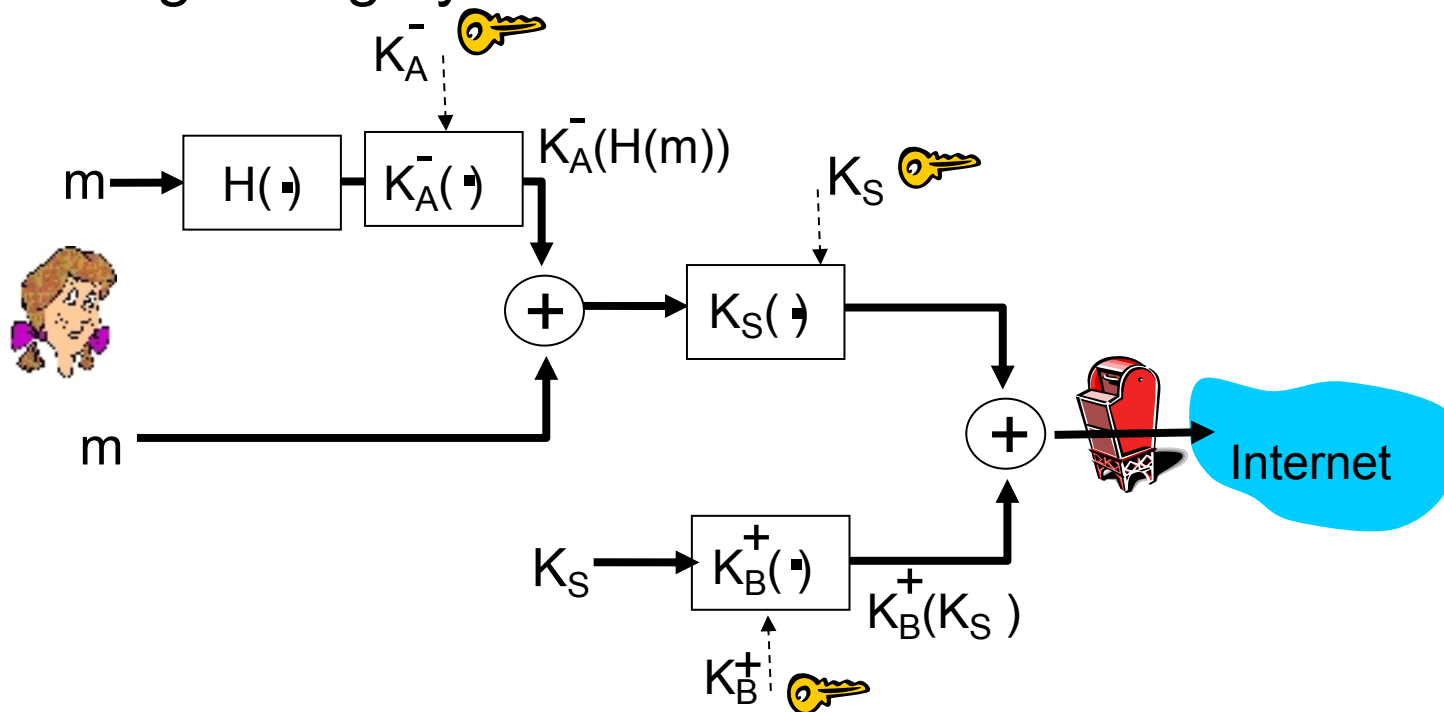 K_A^-
m H(·) K_A^-(·) K_A^-(H(m))
K_S
+ K_S(·)
m
+ Internet
K_S K_B^+(·) K_B^+(K_S )
K_B^+